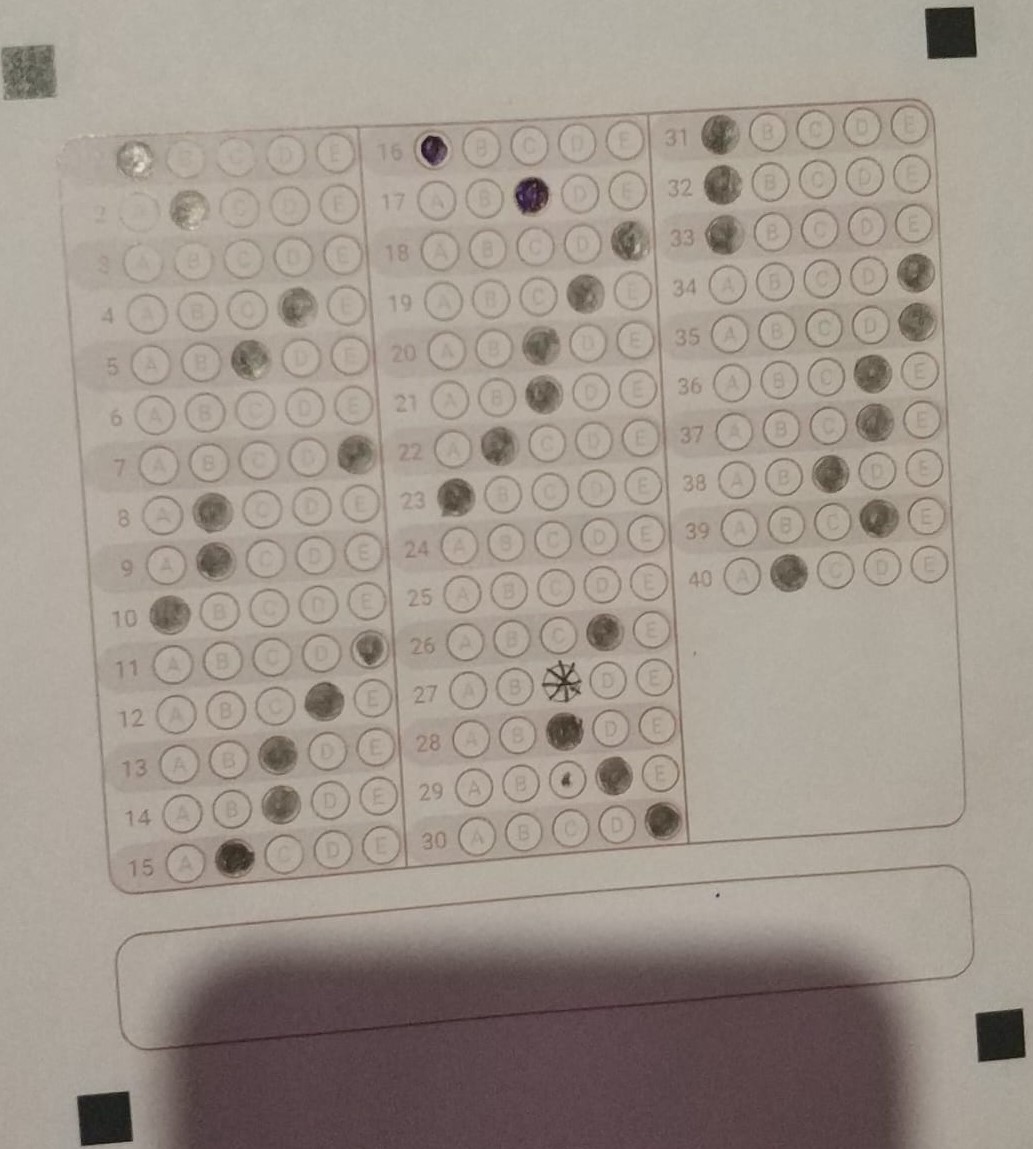 B C D E
2 A C D E
3 A B C D E
4 A B C E
5 A B D E
6 A B C D E
7 A B C D
8 A C D E
9 A C D E
10 B C D E
11 A B C D
12 A B C E
13 A B D E
14 A B D E
15 A C D E
16 B C D E
17 A B D E
18 A B C D
19 A B C E
20 A B D E
21 A B D E
22 A C D E
23 B C D E
24 A B C D E
25 A B C D E
26 A B C E
27 A B D E
28 A B D E
29 A B E
30 A B C D
31 B C D E
32 B C D E
33 B C D E
34 A B C D
35 A B C D
36 A B C E
37 A B C E
38 A B D E
39 A B C E
40 A C D E